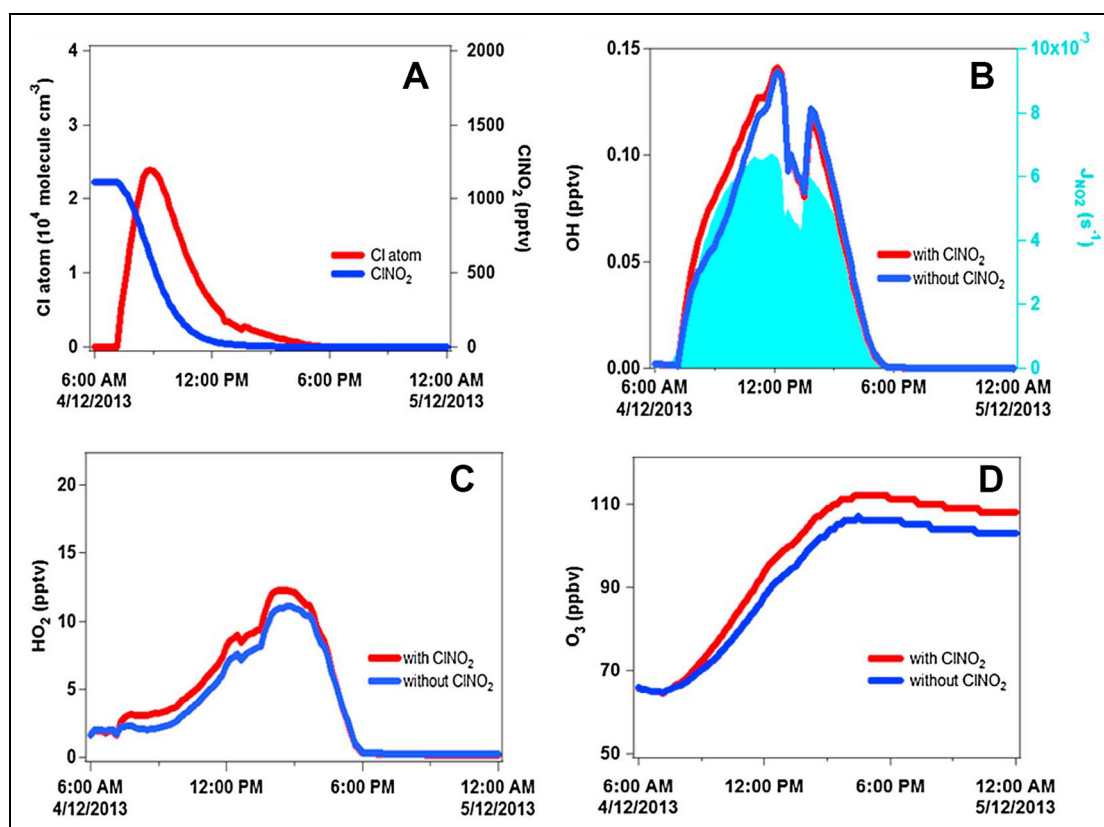 A
Cl atom (10⁴ molecule cm⁻³)
4
3
2
1
0
2000
1500
1000
500
0
ClNO₂ (pptv)
Cl atom
ClNO₂
6:00 AM
4/12/2013
12:00 PM
6:00 PM
12:00 AM
5/12/2013
B
OH (pptv)
0.15
0.10
0.05
0.00
10x10⁻³
8
6
4
2
0
J_NO2 (s⁻¹)
with ClNO₂
without ClNO₂
6:00 AM
4/12/2013
12:00 PM
6:00 PM
12:00 AM
5/12/2013
C
HO₂ (pptv)
20
15
10
5
0
with ClNO₂
without ClNO₂
6:00 AM
4/12/2013
12:00 PM
6:00 PM
12:00 AM
5/12/2013
D
O₃ (ppbv)
110
90
70
50
with ClNO₂
without ClNO₂
6:00 AM
4/12/2013
12:00 PM
6:00 PM
12:00 AM
5/12/2013